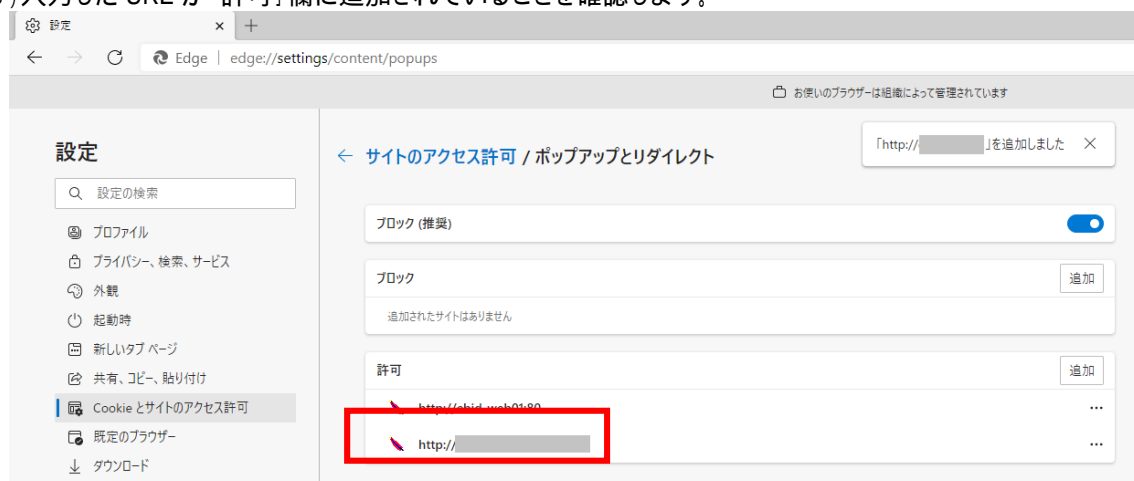 入力した URL が「許可」欄に追加されていることを確認します。
設定
Edge | edge://settings/content/popups
お使いのブラウザーは組織によって管理されています
設定
サイトのアクセス許可 / ポップアップとリダイレクト
「http:// 」を追加しました
設定の検索
プロファイル
プライバシー、検索、サービス
外観
起動時
新しいタブ ページ
共有、コピー、貼り付け
Cookie とサイトのアクセス許可
既定のブラウザー
ダウンロード
ブロック (推奨)
ブロック
追加
追加されたサイトはありません
許可
追加
http://